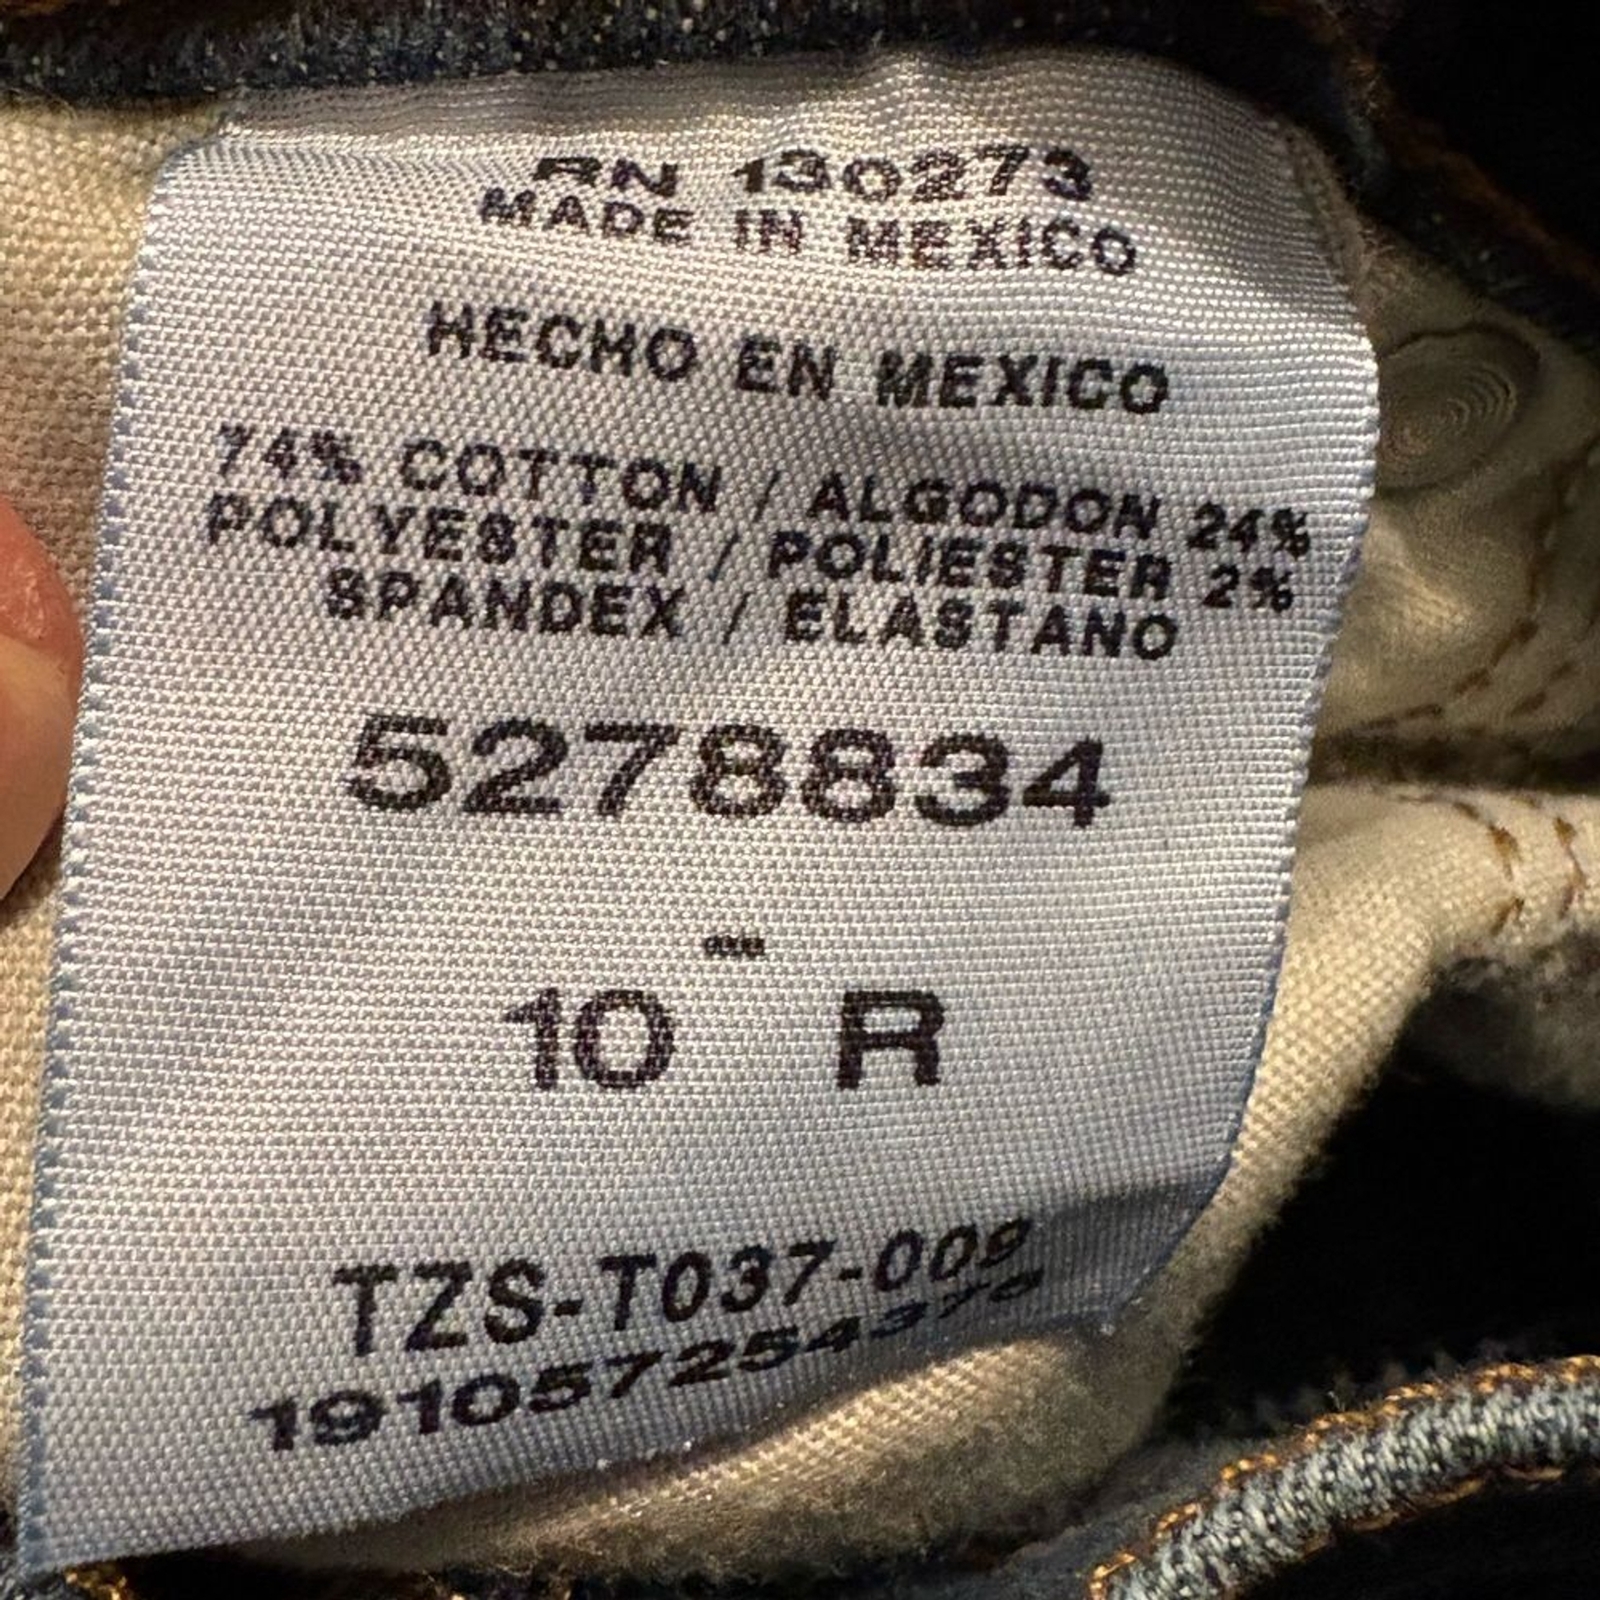 RN 130273
MADE IN MEXICO
HECHO EN MEXICO
74% COTTON / ALGODON 24%
POLYESTER / POLIESTER 2%
SPANDEX / ELASTANO
5278834
-
10 R
TZS-T037-009
191057254370